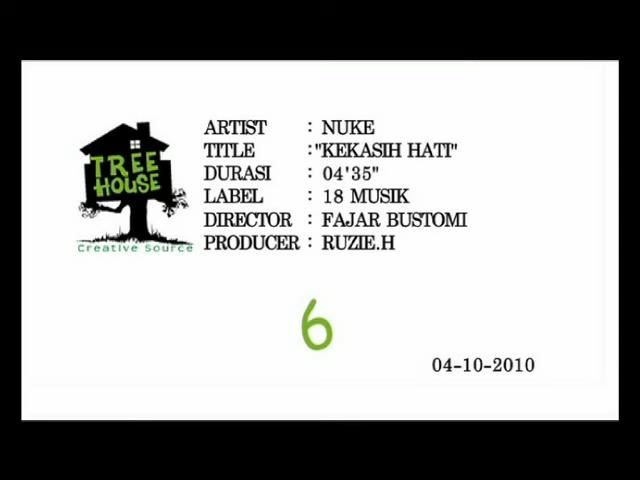 TREE
HOUSE
Creative Source
ARTIST : NUKE
TITLE :"KEKASIH HATI"
DURASI : 04'35"
LABEL : 18 MUSIK
DIRECTOR : FAJAR BUSTOMI
PRODUCER : RUZIE.H
6
04-10-2010